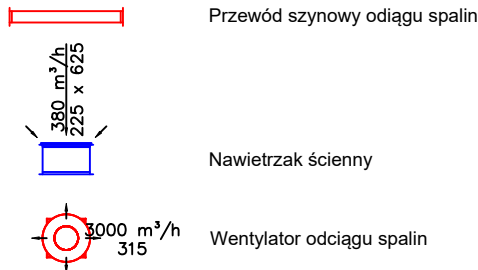 Przewód szynowy odiągu spalin
380 m³/h
225 x 625
Nawietrzak ścienny
3000 m³/h
315
Wentylator odciągu spalin